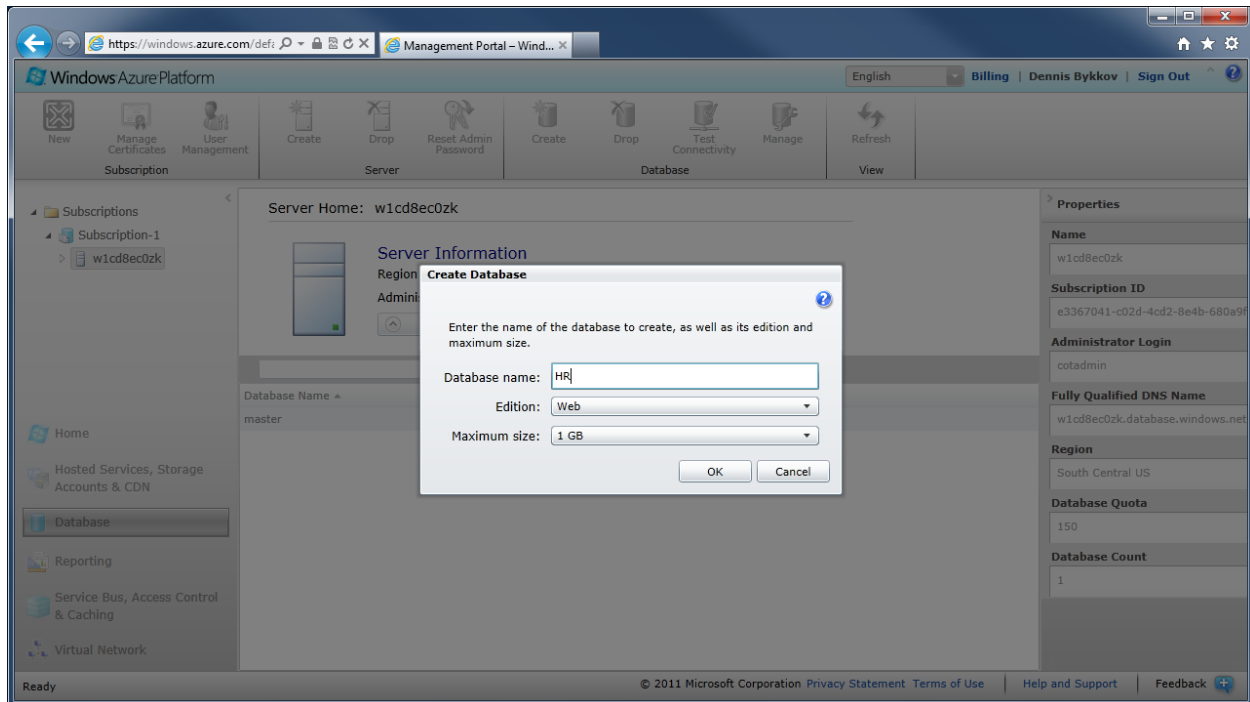 https://windows.azure.com/defa
Management Portal – Wind...
Windows Azure Platform
English
Billing | Dennis Bykkov | Sign Out
New
Manage Certificates
User Management
Subscription
Create
Drop
Reset Admin Password
Server
Create
Drop
Test Connectivity
Manage
Database
Refresh
View
Subscriptions
Subscription-1
w1cd8ec0zk
Home
Hosted Services, Storage
Accounts & CDN
Database
Reporting
Service Bus, Access Control
& Caching
Virtual Network
Server Home: w1cd8ec0zk
Server Information
Region
Admini
Database Name
master
Create Database
Enter the name of the database to create, as well as its edition and
maximum size.
Database name: HR
Edition: Web
Maximum size: 1 GB
OK Cancel
Properties
Name
w1cd8ec0zk
Subscription ID
e3367041-c02d-4cd2-8e4b-680a9f
Administrator Login
cotadmin
Fully Qualified DNS Name
w1cd8ec0zk.database.windows.net
Region
South Central US
Database Quota
150
Database Count
1
Ready
© 2011 Microsoft Corporation Privacy Statement Terms of Use | Help and Support | Feedback